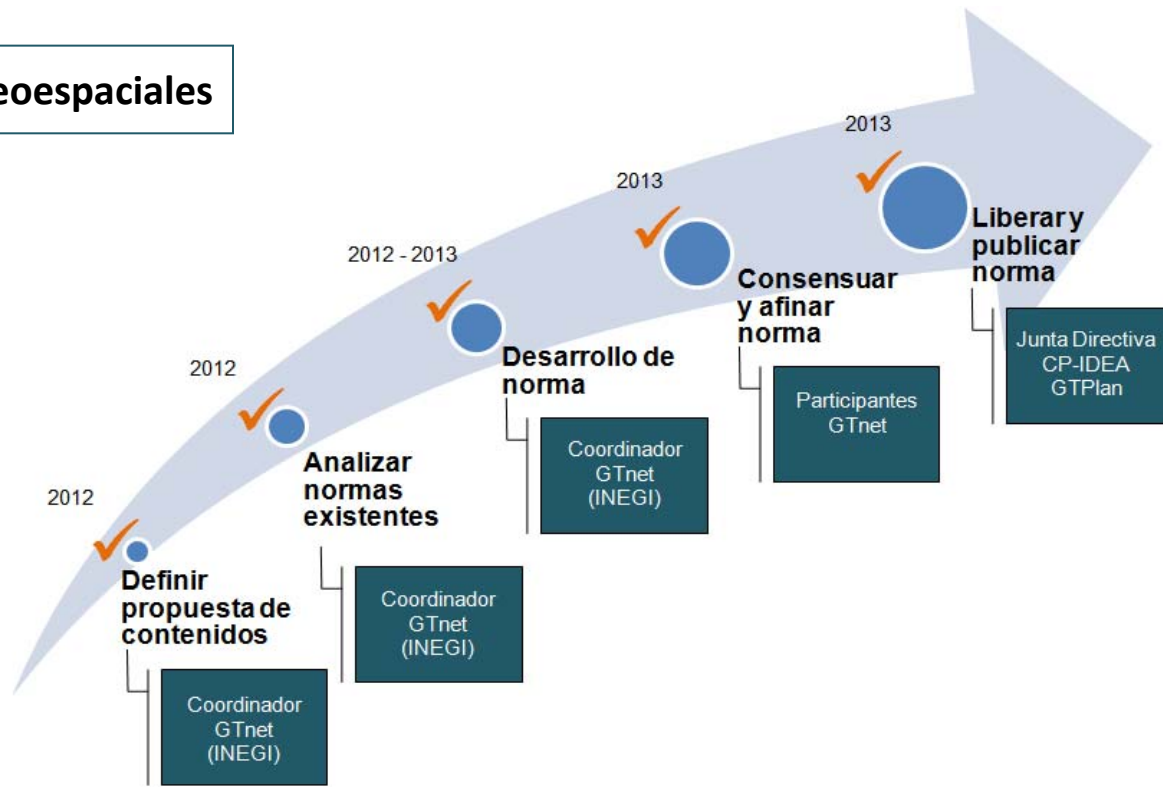 eoespaciales
2012
Definir
propuesta de
contenidos
Coordinador
GTnet
(INEGI)
2012
Analizar
normas
existentes
Coordinador
GTnet
(INEGI)
2012 - 2013
Desarrollo de
norma
Coordinador
GTnet
(INEGI)
2013
Consensuar
y afinar
norma
Participantes
GTnet
2013
Liberar y
publicar
norma
Junta Directiva
CP-IDEA
GTPlan